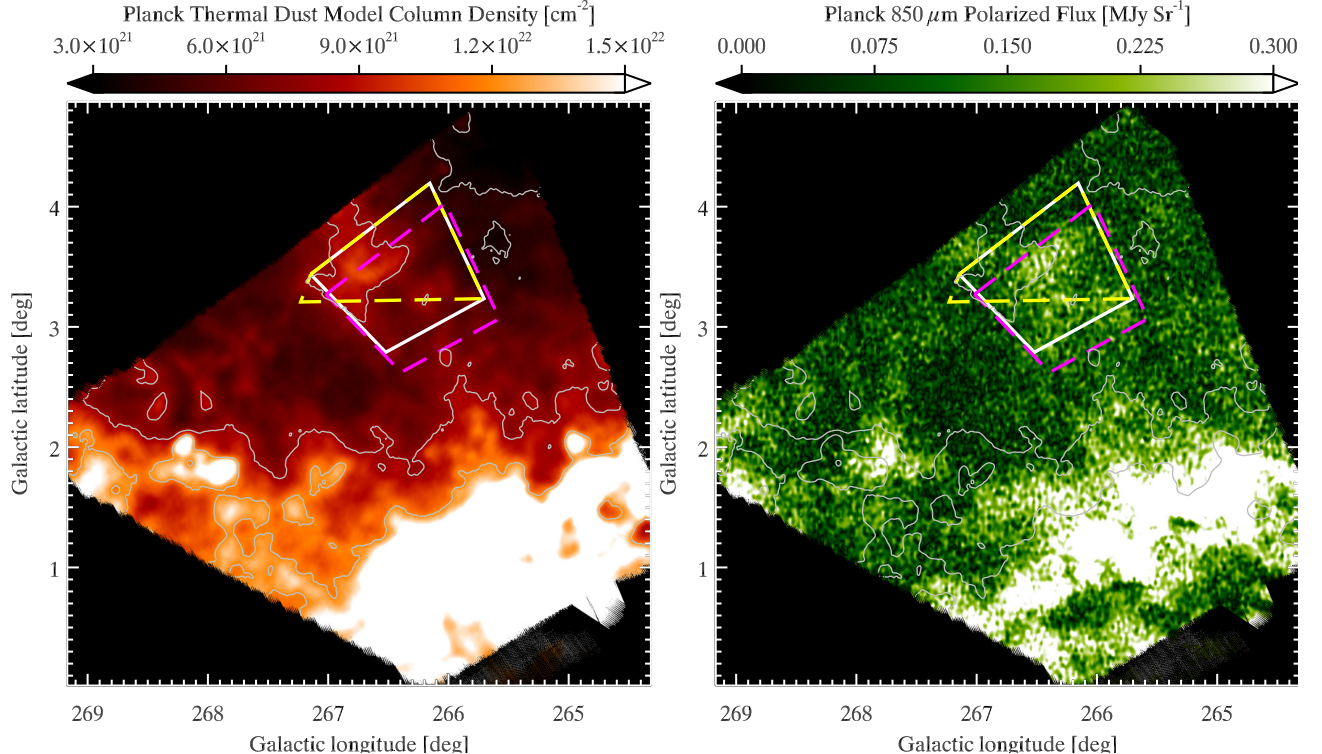 Planck Thermal Dust Model Column Density [cm⁻²]
3.0×10²¹ 6.0×10²¹ 9.0×10²¹ 1.2×10²² 1.5×10²²
4
3
2
1
Galactic latitude [deg]
269 268 267 266 265
Galactic longitude [deg]
Planck 850 μm Polarized Flux [MJy Sr⁻¹]
0.000 0.075 0.150 0.225 0.300
4
3
2
1
Galactic latitude [deg]
269 268 267 266 265
Galactic longitude [deg]